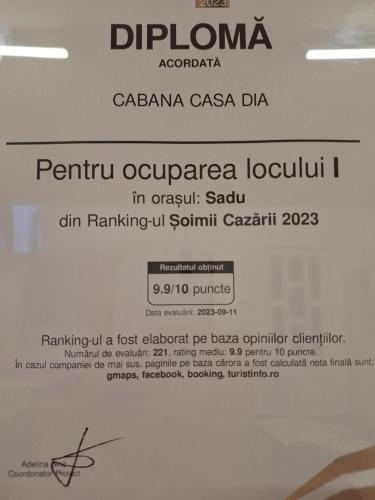 2023
DIPLOMĂ
ACORDATĂ
CABANA CASA DIA
Pentru ocuparea locului I
în orașul: Sadu
din Ranking-ul Șoimii Cazării 2023
Rezultatul obținut
9.9/10 puncte
Data evaluării: 2023-09-11
Ranking-ul a fost elaborat pe baza opiniilor clienților.
Numărul de evaluări: 221, rating mediu: 9.9 pentru 10 puncte.
În cazul companiei de mai sus, paginile pe baza cărora a fost calculată nota finală sunt:
gmaps, facebook, booking, turistinfo.ro
Adelina
Coordonator Proiect